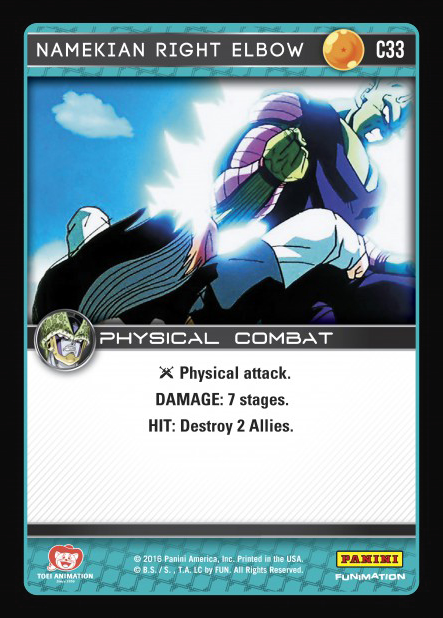 NAMEKIAN RIGHT ELBOW C33
PHYSICAL COMBAT
Physical attack.
DAMAGE: 7 stages.
HIT: Destroy 2 Allies.
TOEI ANIMATION
© 2016 Panini America, Inc. Printed in the USA.
© B.S. / S. , T.A. LC by FUN. All Rights Reserved.
PANINI
FUNIMATION